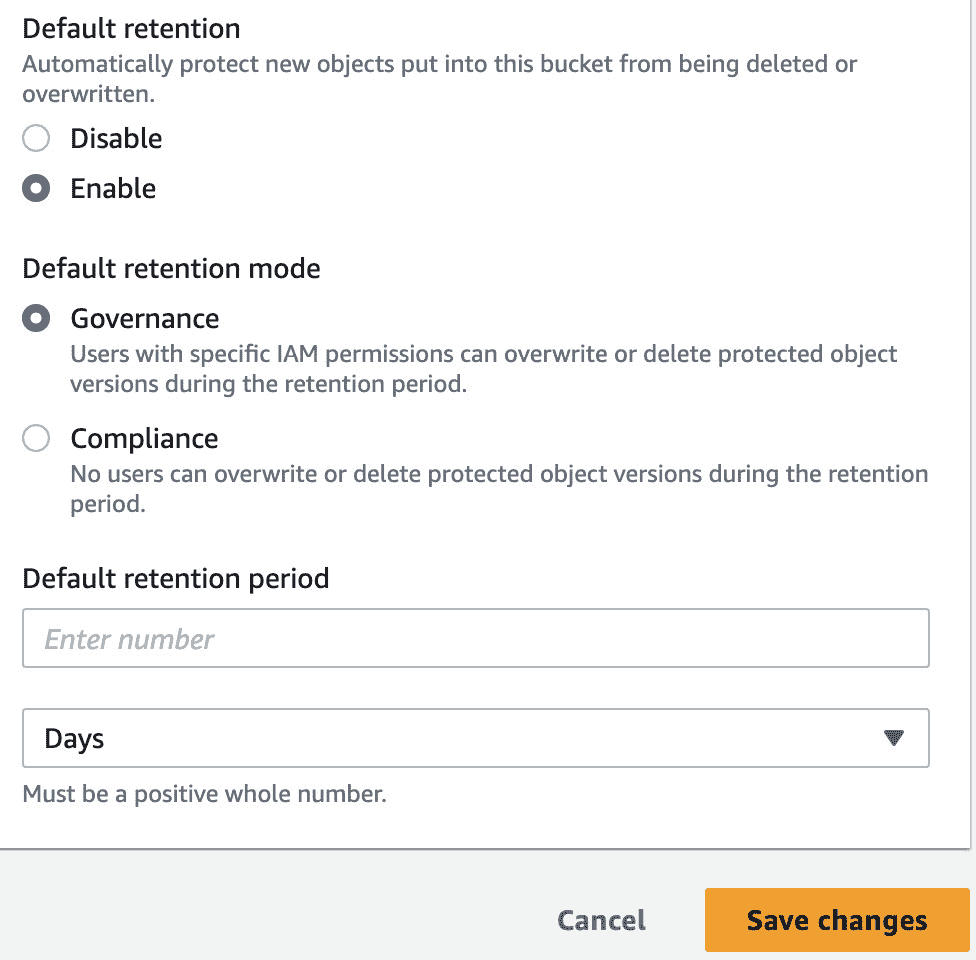 Default retention
Automatically protect new objects put into this bucket from being deleted or
overwritten.
Disable
Enable
Default retention mode
Governance
Users with specific IAM permissions can overwrite or delete protected object
versions during the retention period.
Compliance
No users can overwrite or delete protected object versions during the retention
period.
Default retention period
Enter number
Days
Must be a positive whole number.
Cancel
Save changes